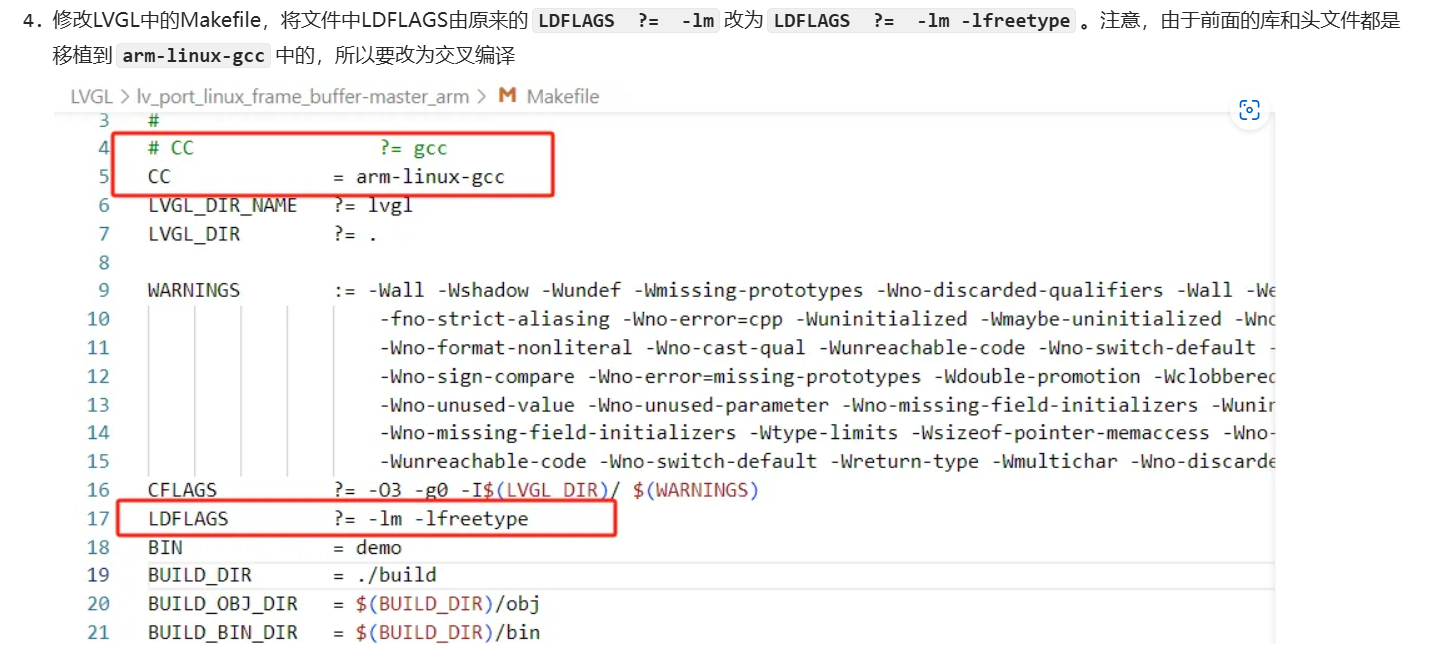 4. 修改LVGL中的Makefile，将文件中LDFLAGS由原来的 LDFLAGS ?= -lm 改为 LDFLAGS ?= -lm -lfreetype 。注意，由于前面的库和头文件都是
移植到 arm-linux-gcc 中的，所以要改为交叉编译
LVGL > lv_port_linux_frame_buffer-master_arm > M Makefile
3 #
4 # CC ?= gcc
5 CC = arm-linux-gcc
6 LVGL_DIR_NAME ?= lvgl
7 LVGL_DIR ?= .
8
9 WARNINGS := -Wall -Wshadow -Wundef -Wmissing-prototypes -Wno-discarded-qualifiers -Wall -We
10 -fno-strict-aliasing -Wno-error=cpp -Wuninitialized -Wmaybe-uninitialized -Wno
11 -Wno-format-nonliteral -Wno-cast-qual -Wunreachable-code -Wno-switch-default -
12 -Wno-sign-compare -Wno-error=missing-prototypes -Wdouble-promotion -Wclobbered
13 -Wno-unused-value -Wno-unused-parameter -Wno-missing-field-initializers -Wunin
14 -Wno-missing-field-initializers -Wtype-limits -Wsizeof-pointer-memaccess -Wno-
15 -Wunreachable-code -Wno-switch-default -Wreturn-type -Wmultichar -Wno-discarde
16 CFLAGS ?= -O3 -g0 -I$(LVGL_DIR)/ $(WARNINGS)
17 LDFLAGS ?= -lm -lfreetype
18 BIN = demo
19 BUILD_DIR = ./build
20 BUILD_OBJ_DIR = $(BUILD_DIR)/obj
21 BUILD_BIN_DIR = $(BUILD_DIR)/bin